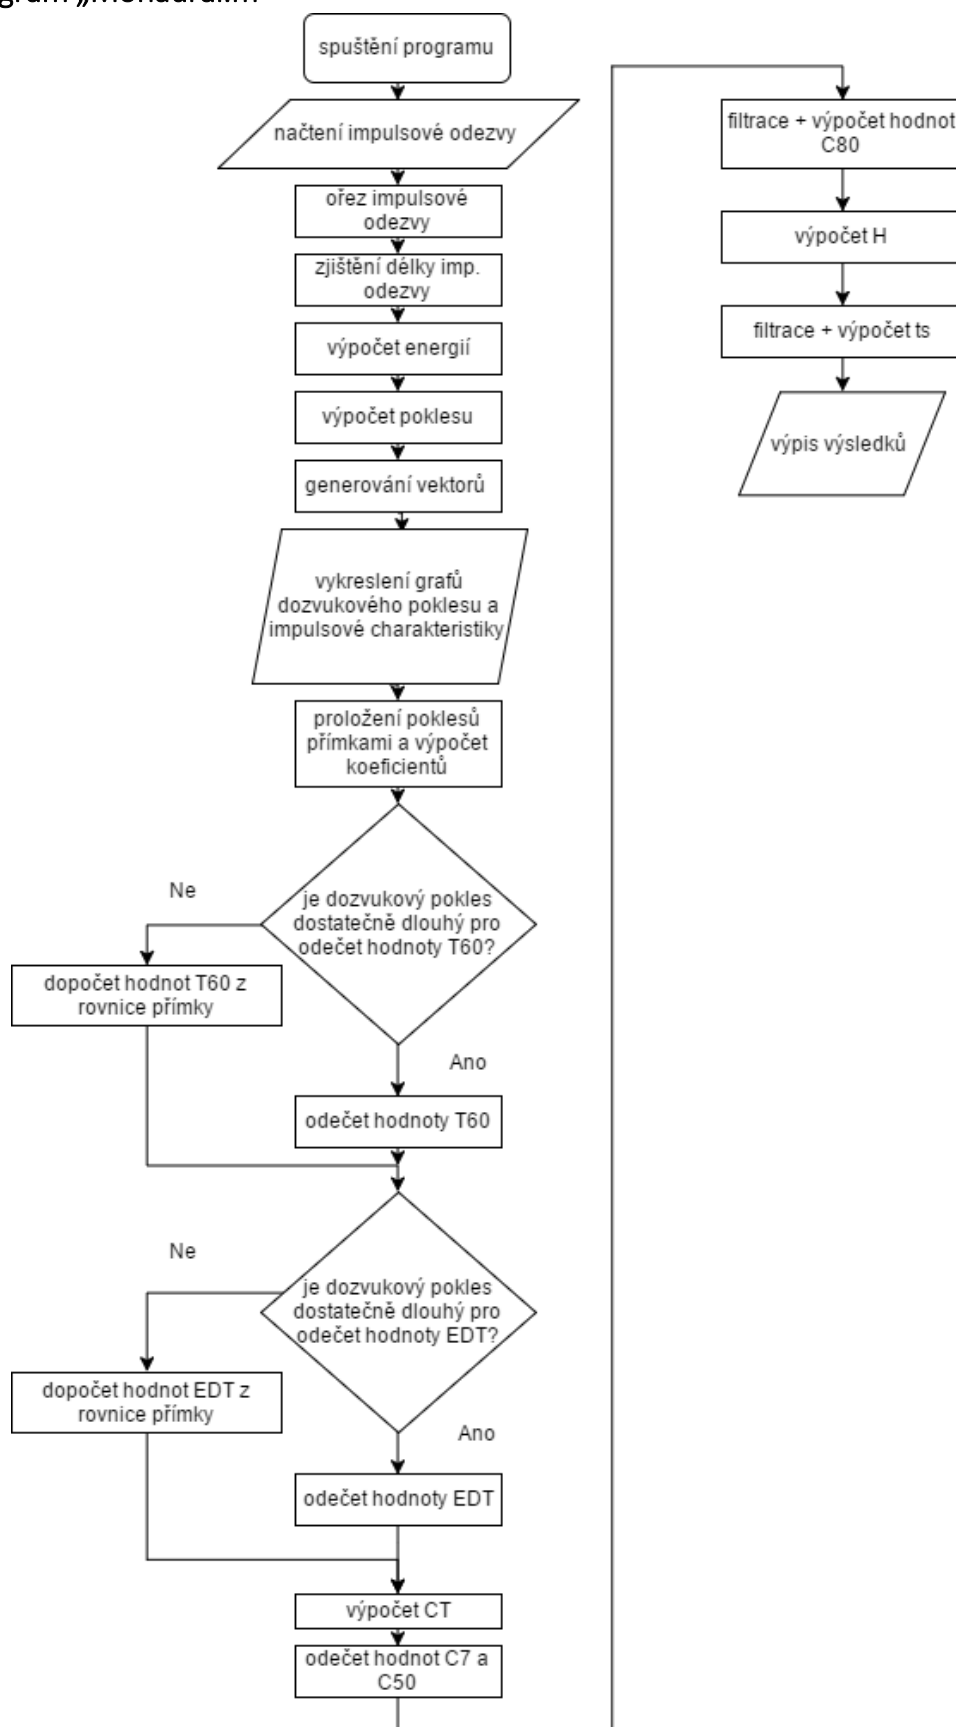 spuštění programu
načtení impulsové odezvy
ořez impulsové
odezvy
zjištění délky imp.
odezvy
výpočet energií
výpočet poklesu
generování vektorů
vykreslení grafů
dozvukového poklesu a
impulsové charakteristiky
proložení poklesů
přímkami a výpočet
koeficientů
je dozvukový pokles
dostatečně dlouhý pro
odečet hodnoty T60?
Ne
dopočet hodnot T60 z
rovnice přímky
Ano
odečet hodnoty T60
je dozvukový pokles
dostatečně dlouhý pro
odečet hodnoty EDT?
Ne
dopočet hodnot EDT z
rovnice přímky
Ano
odečet hodnoty EDT
výpočet CT
odečet hodnot C7 a
C50
filtrace + výpočet hodnot
C80
výpočet H
filtrace + výpočet ts
výpis výsledků